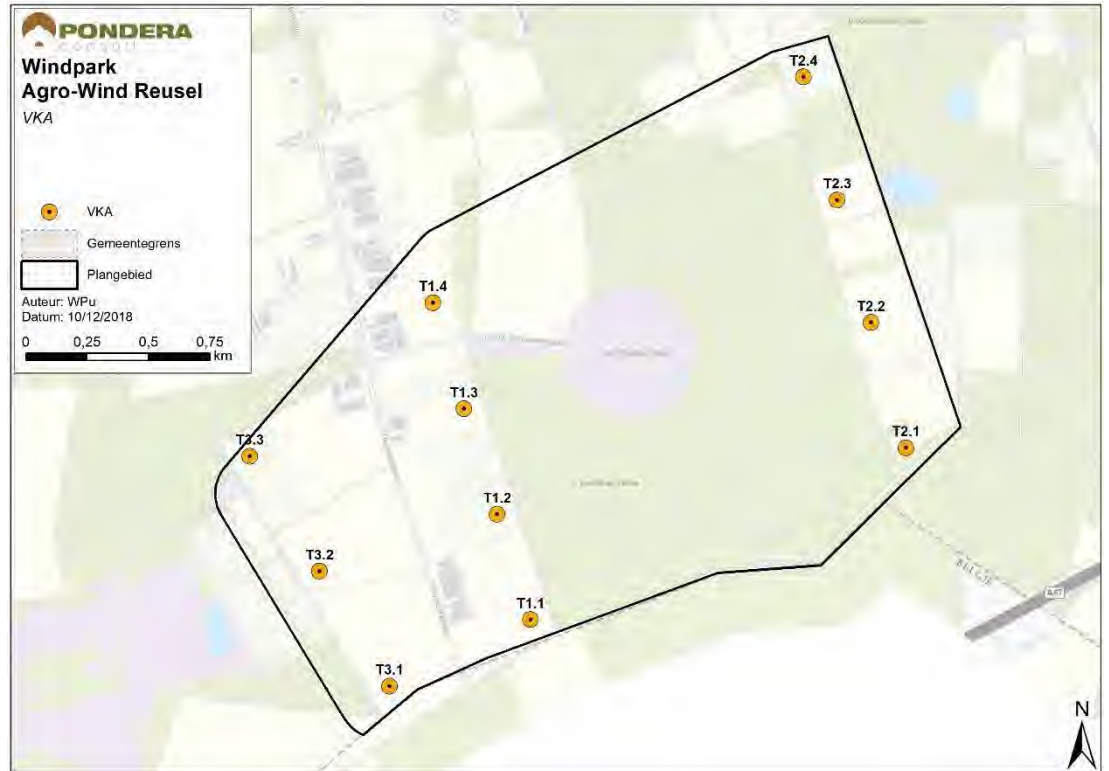 PONDERA
consult
Windpark
Agro-Wind Reusel
VKA
VKA
Gemeentegrens
Plangebied
Auteur: WPu
Datum: 10/12/2018
0 0,25 0,5 0,75
km
T2.4
T2.3
T2.2
T2.1
T1.4
T1.3
T1.2
T1.1
T3.3
T3.2
T3.1
BELGIË
N